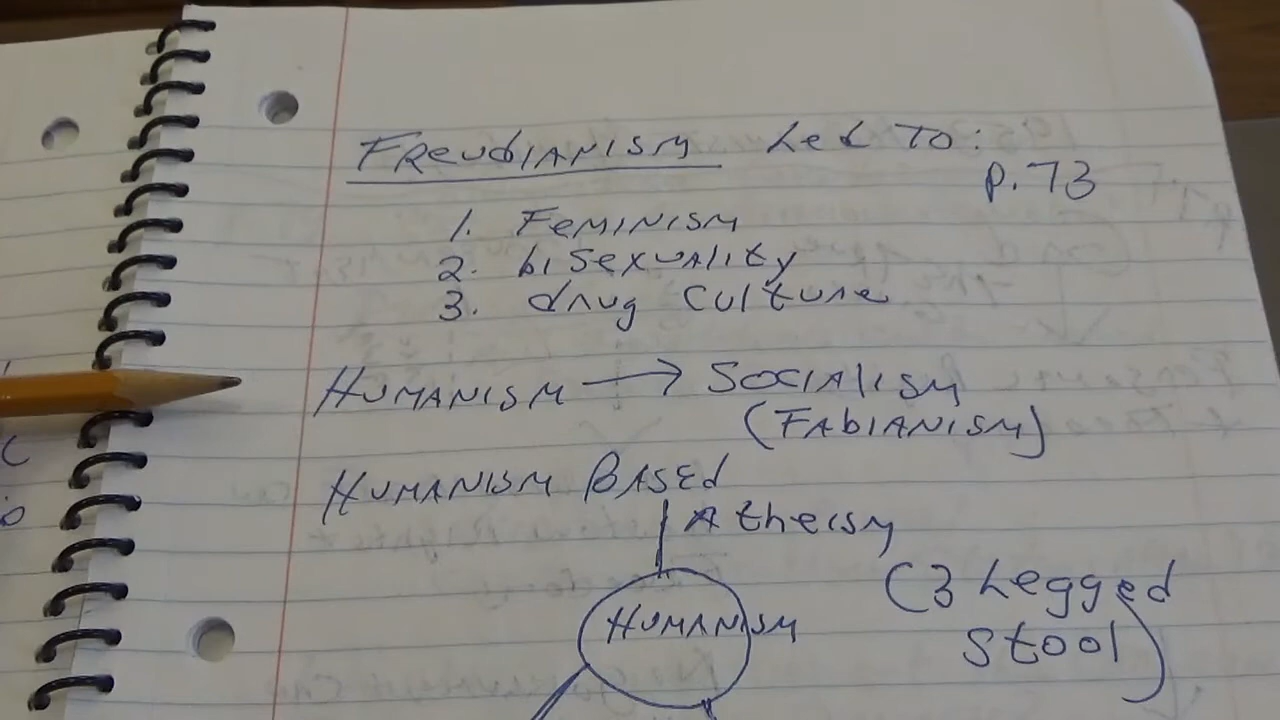 FREUDIANISM Led TO:
p. 73
1. FEMINISM
2. biSexuAlity
3. drug Culture
HUMANISM → SOCIALISM
(FAbIANISM)
HUMANISM BASEd
Atheism
(3 Legged
Stool)
HUMANISM